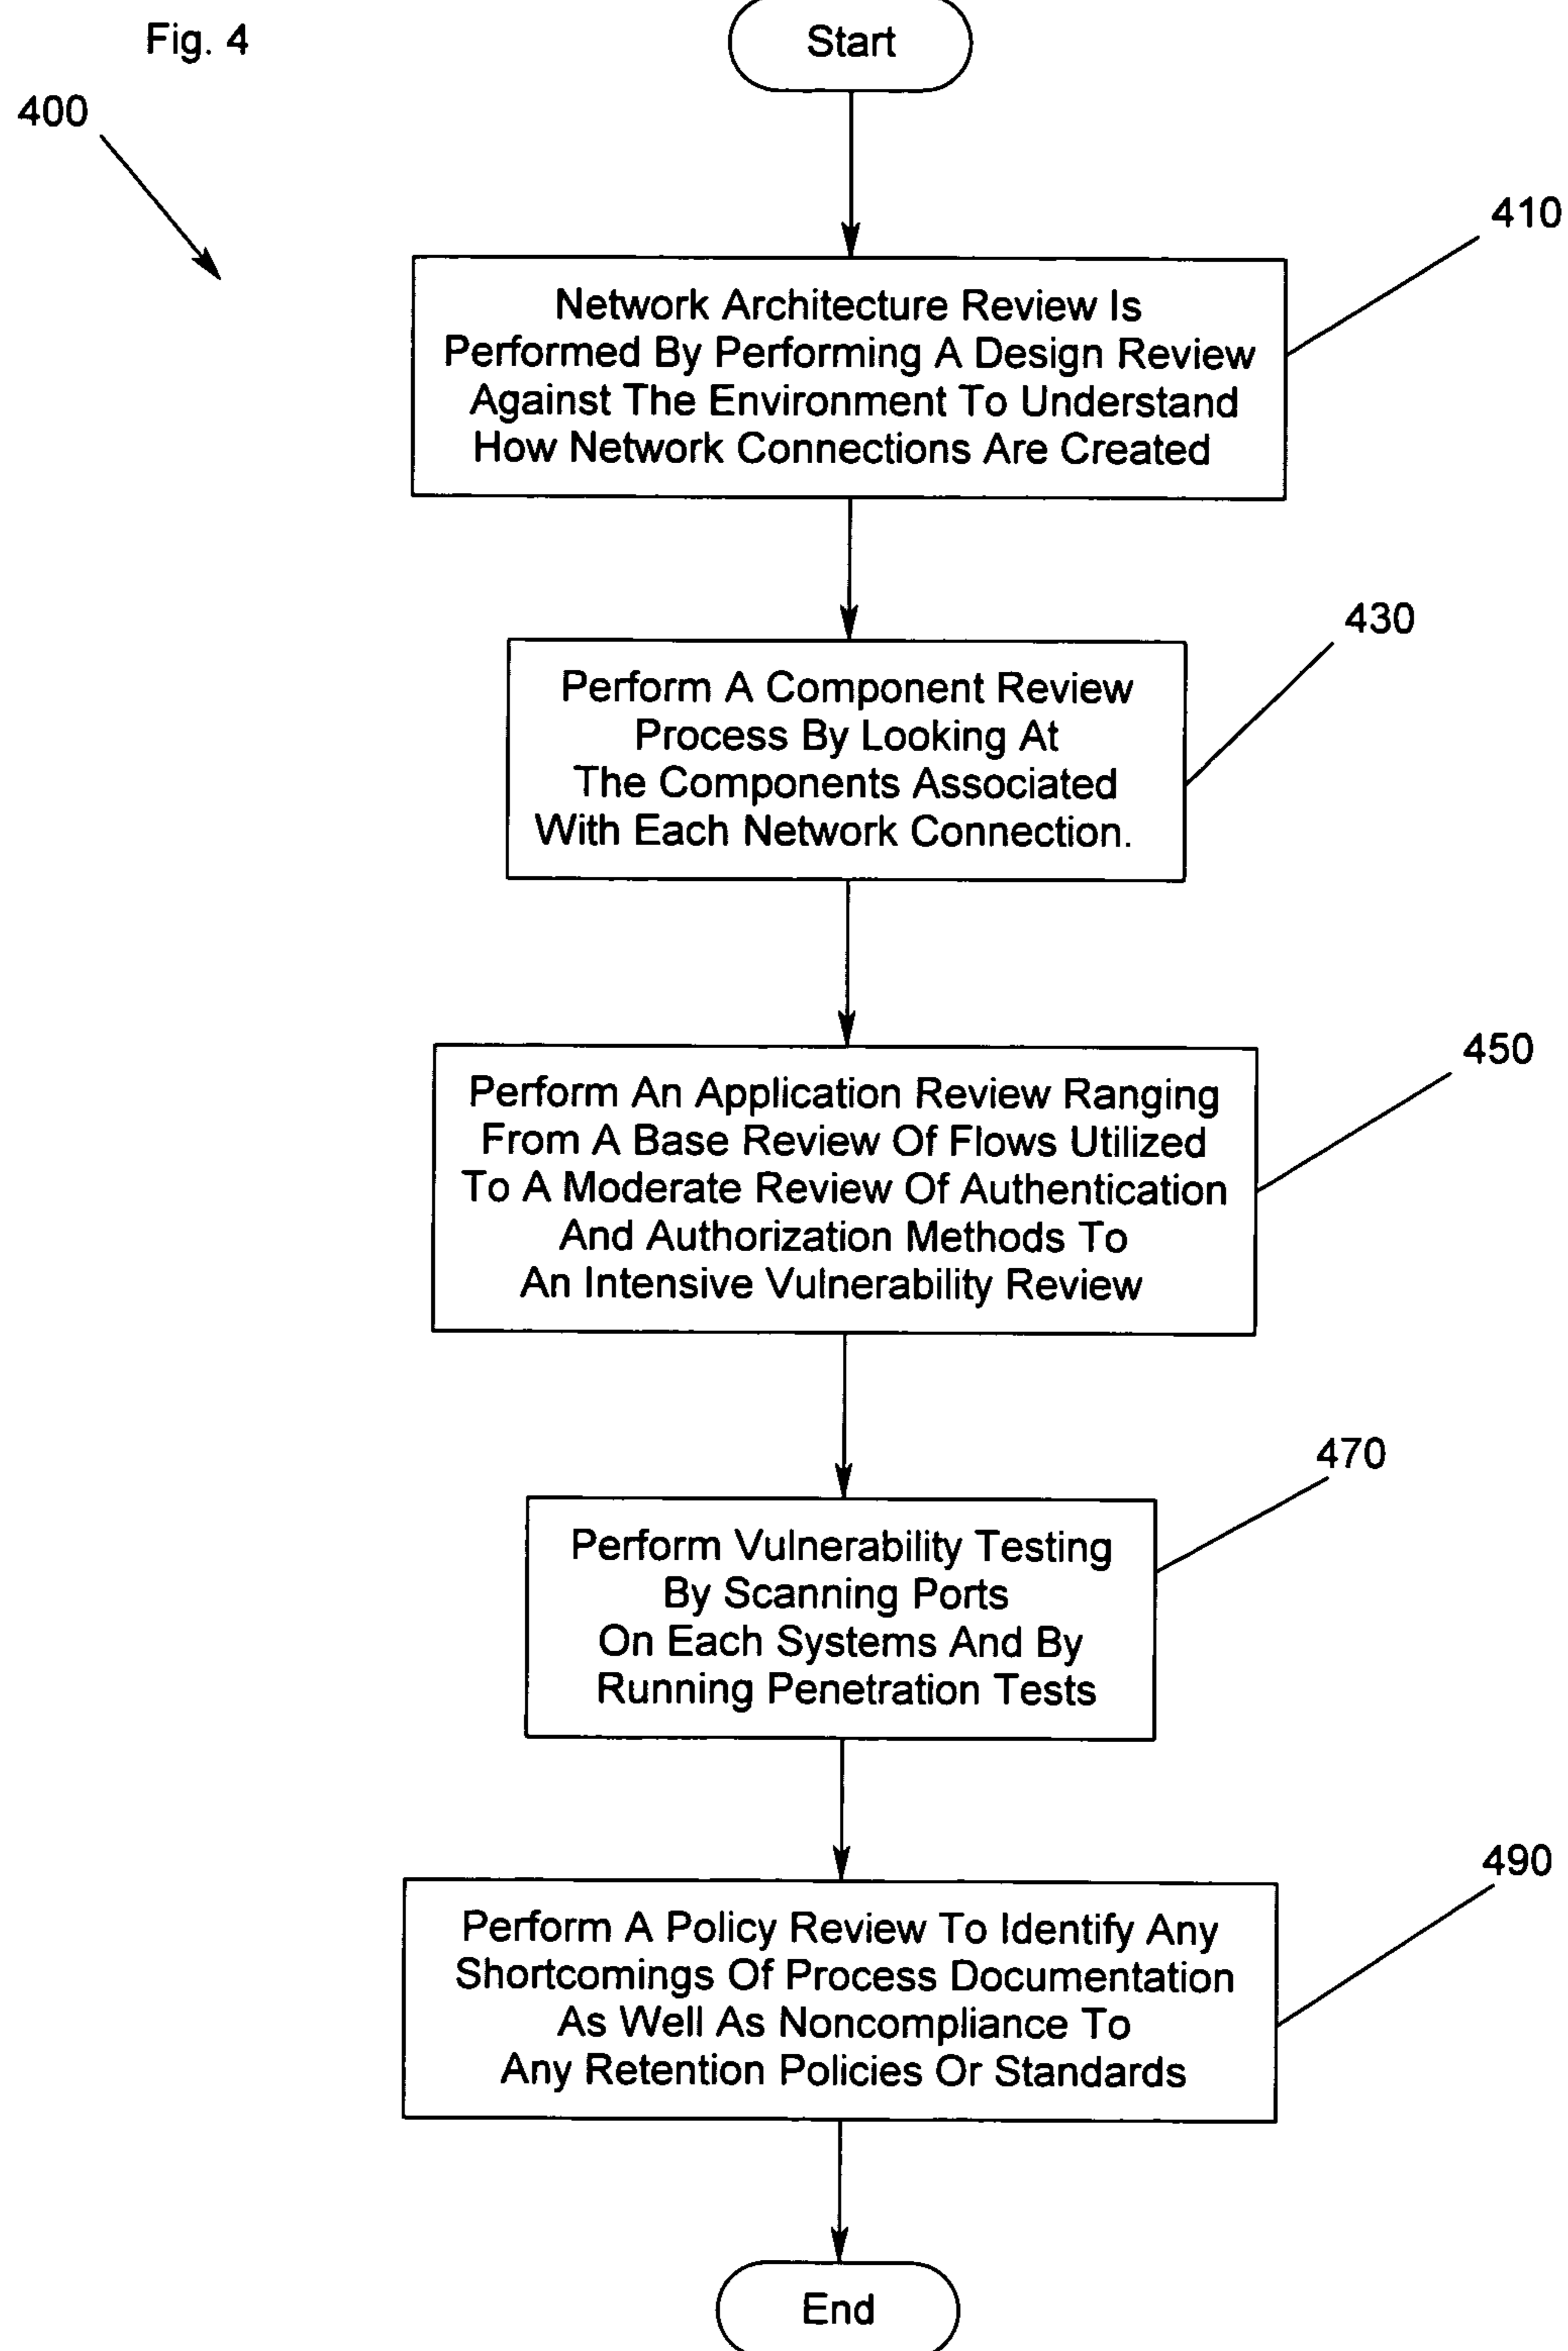 Fig. 4
Start
400
410
Network Architecture Review Is
Performed By Performing A Design Review
Against The Environment To Understand
How Network Connections Are Created
430
Perform A Component Review
Process By Looking At
The Components Associated
With Each Network Connection.
450
Perform An Application Review Ranging
From A Base Review Of Flows Utilized
To A Moderate Review Of Authentication
And Authorization Methods To
An Intensive Vulnerability Review
470
Perform Vulnerability Testing
By Scanning Ports
On Each Systems And By
Running Penetration Tests
490
Perform A Policy Review To Identify Any
Shortcomings Of Process Documentation
As Well As Noncompliance To
Any Retention Policies Or Standards
End